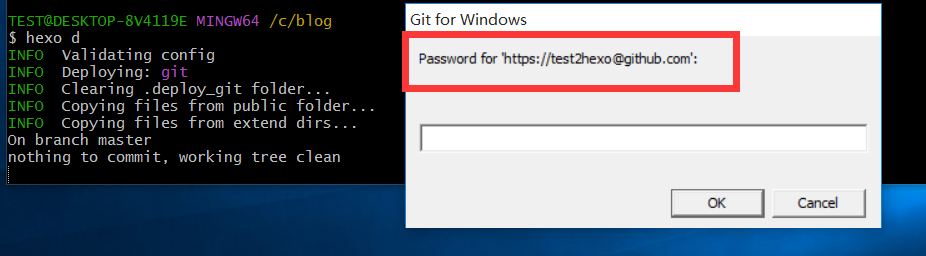 TEST@DESKTOP-8V4119E MINGW64 /c/blog
$ hexo d
INFO  Validating config
INFO  Deploying: git
INFO  Clearing .deploy_git folder...
INFO  Copying files from public folder...
INFO  Copying files from extend dirs...
On branch master
nothing to commit, working tree clean
Git for Windows
Password for 'https://test2hexo@github.com':
OK
Cancel